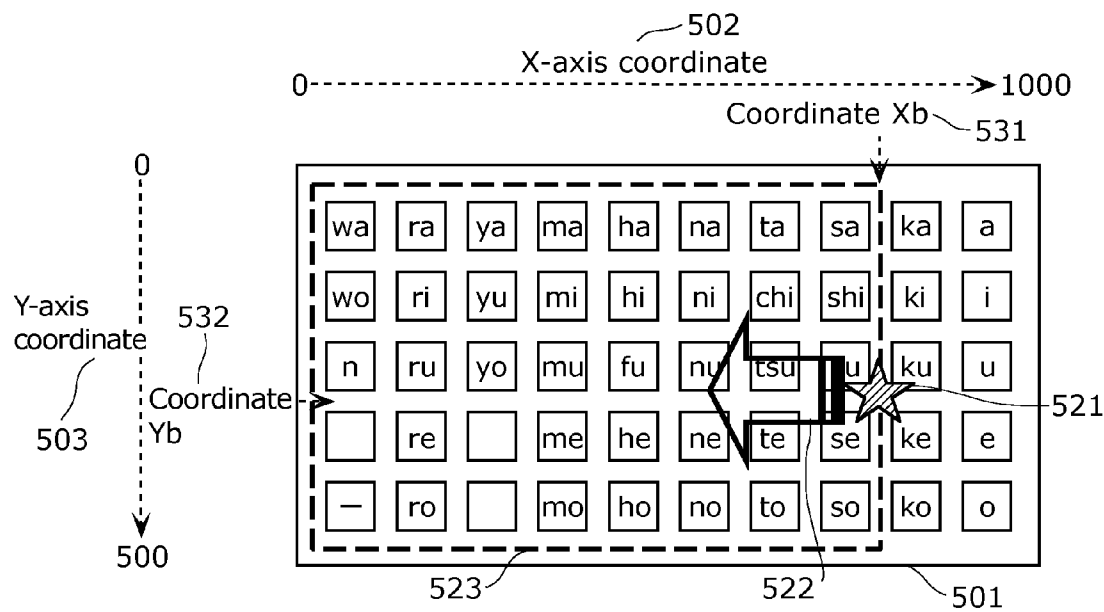 502
X-axis coordinate
0 1000
Coordinate Xb 531
0
wa ra ya ma ha na ta sa ka a
wo ri yu mi hi ni chi shi ki i
Y-axis
coordinate
532
n ru yo mu fu nu tsu u ku u
Coordinate
Yb
503
521
re me he ne te se ke e
— ro mo ho no to so ko o
500
523 522 501